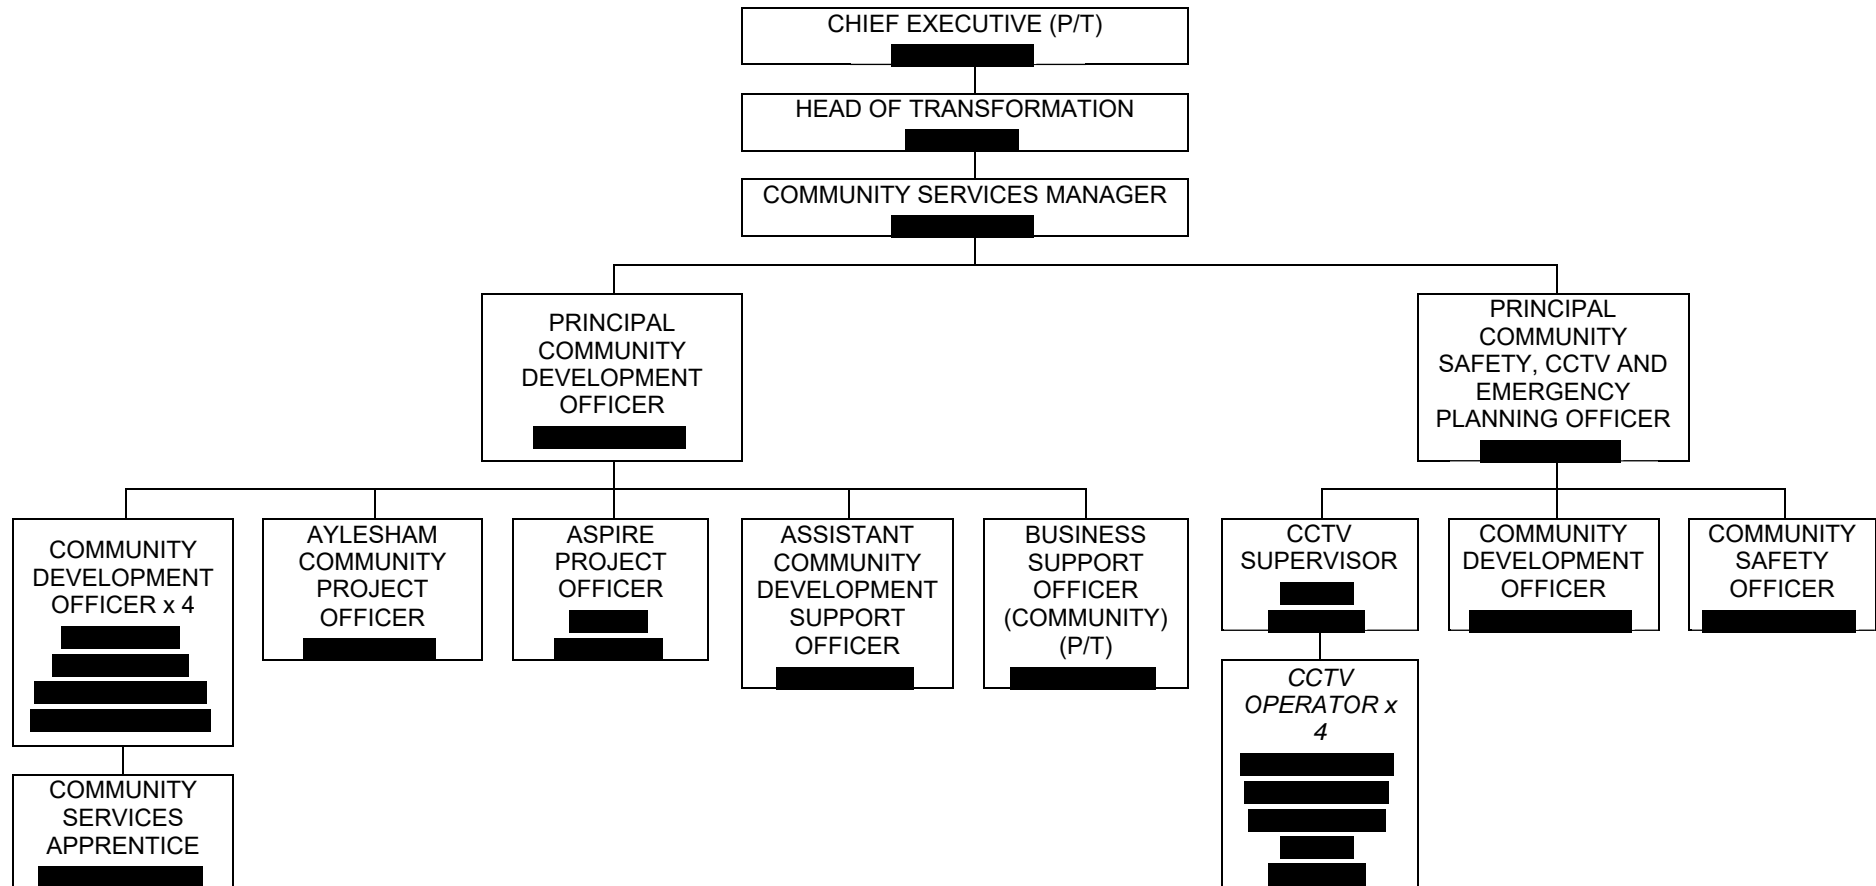 CHIEF EXECUTIVE (P/T)
HEAD OF TRANSFORMATION
COMMUNITY SERVICES MANAGER
PRINCIPAL
COMMUNITY
DEVELOPMENT
OFFICER
PRINCIPAL
COMMUNITY
SAFETY, CCTV AND
EMERGENCY
PLANNING OFFICER
COMMUNITY
DEVELOPMENT
OFFICER x 4
AYLESHAM
COMMUNITY
PROJECT
OFFICER
ASPIRE
PROJECT
OFFICER
ASSISTANT
COMMUNITY
DEVELOPMENT
SUPPORT
OFFICER
BUSINESS
SUPPORT
OFFICER
(COMMUNITY)
(P/T)
CCTV
SUPERVISOR
COMMUNITY
DEVELOPMENT
OFFICER
COMMUNITY
SAFETY
OFFICER
COMMUNITY
SERVICES
APPRENTICE
CCTV
OPERATOR x
4